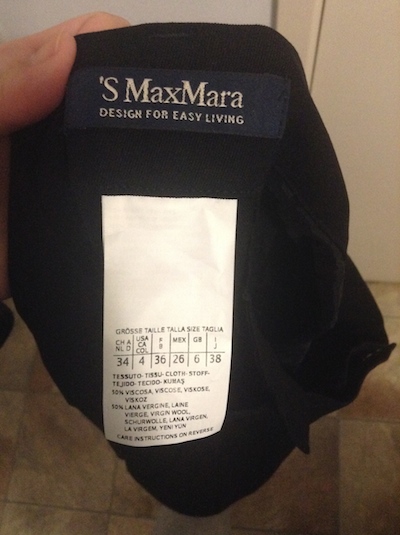 'S MaxMara
DESIGN FOR EASY LIVING
GRÖSSE TAILLE TALLA SIZE TAGLIA
CH A NL D USA CA COL F B MEX GB I J
34 4 36 26 6 38
TESSUTO-TISSU-CLOTH-STOFF-
TEJIDO-TECIDO-KUMAŞ
50% VISCOSA, VISCOSE, VISKOSE,
VISKOZ
50% LANA VERGINE, LAINE
VIERGE, VIRGIN WOOL,
SCHURWOLLE, LANA VIRGEN,
LA VIRGEM, YENI YÜN
CARE INSTRUCTIONS ON REVERSE